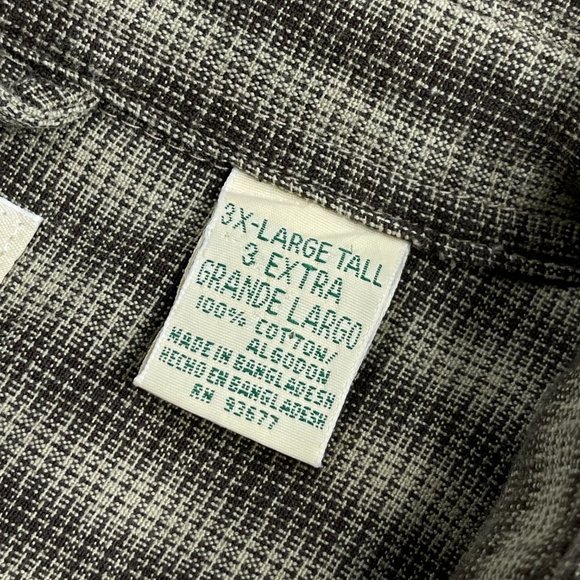 3X-LARGE TALL
3 EXTRA
GRANDE LARGO
100% COTTON/
ALGODON
MADE IN BANGLADESH
HECHO EN BANGLADESH
RN 93677